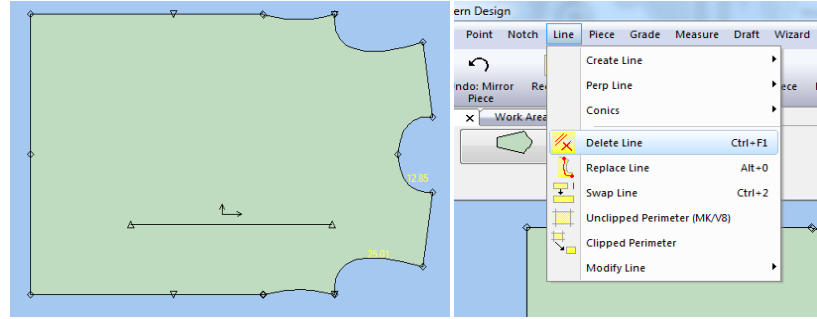 12.85
25.01
ern Design
Point Notch Line Piece Grade Measure Draft Wizard
ndo: Mirror Piece
Re
ece
Work Area
Create Line
Perp Line
Conics
Delete Line Ctrl+F1
Replace Line Alt+0
Swap Line Ctrl+2
Unclipped Perimeter (MK/V8)
Clipped Perimeter
Modify Line